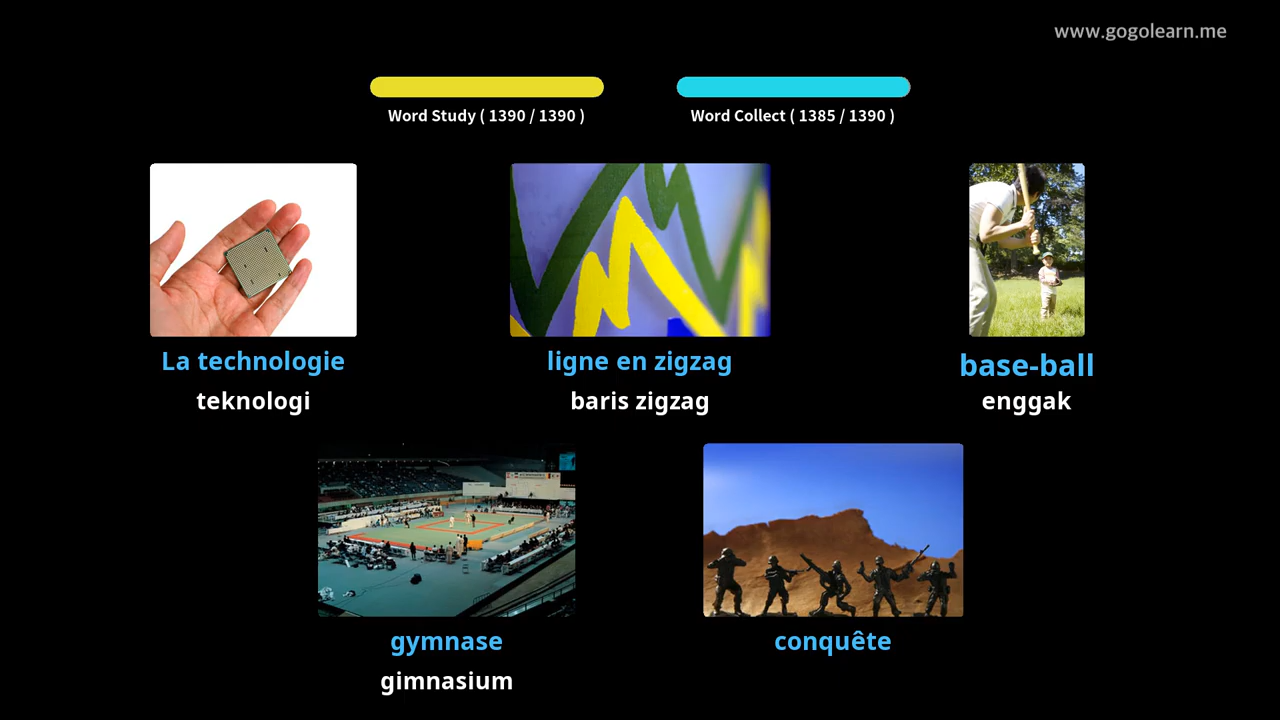 www.gogolearn.me
Word Study ( 1390 / 1390 )
Word Collect ( 1385 / 1390 )
La technologie
ligne en zigzag
base-ball
teknologi
baris zigzag
enggak
gymnase
conquête
gimnasium